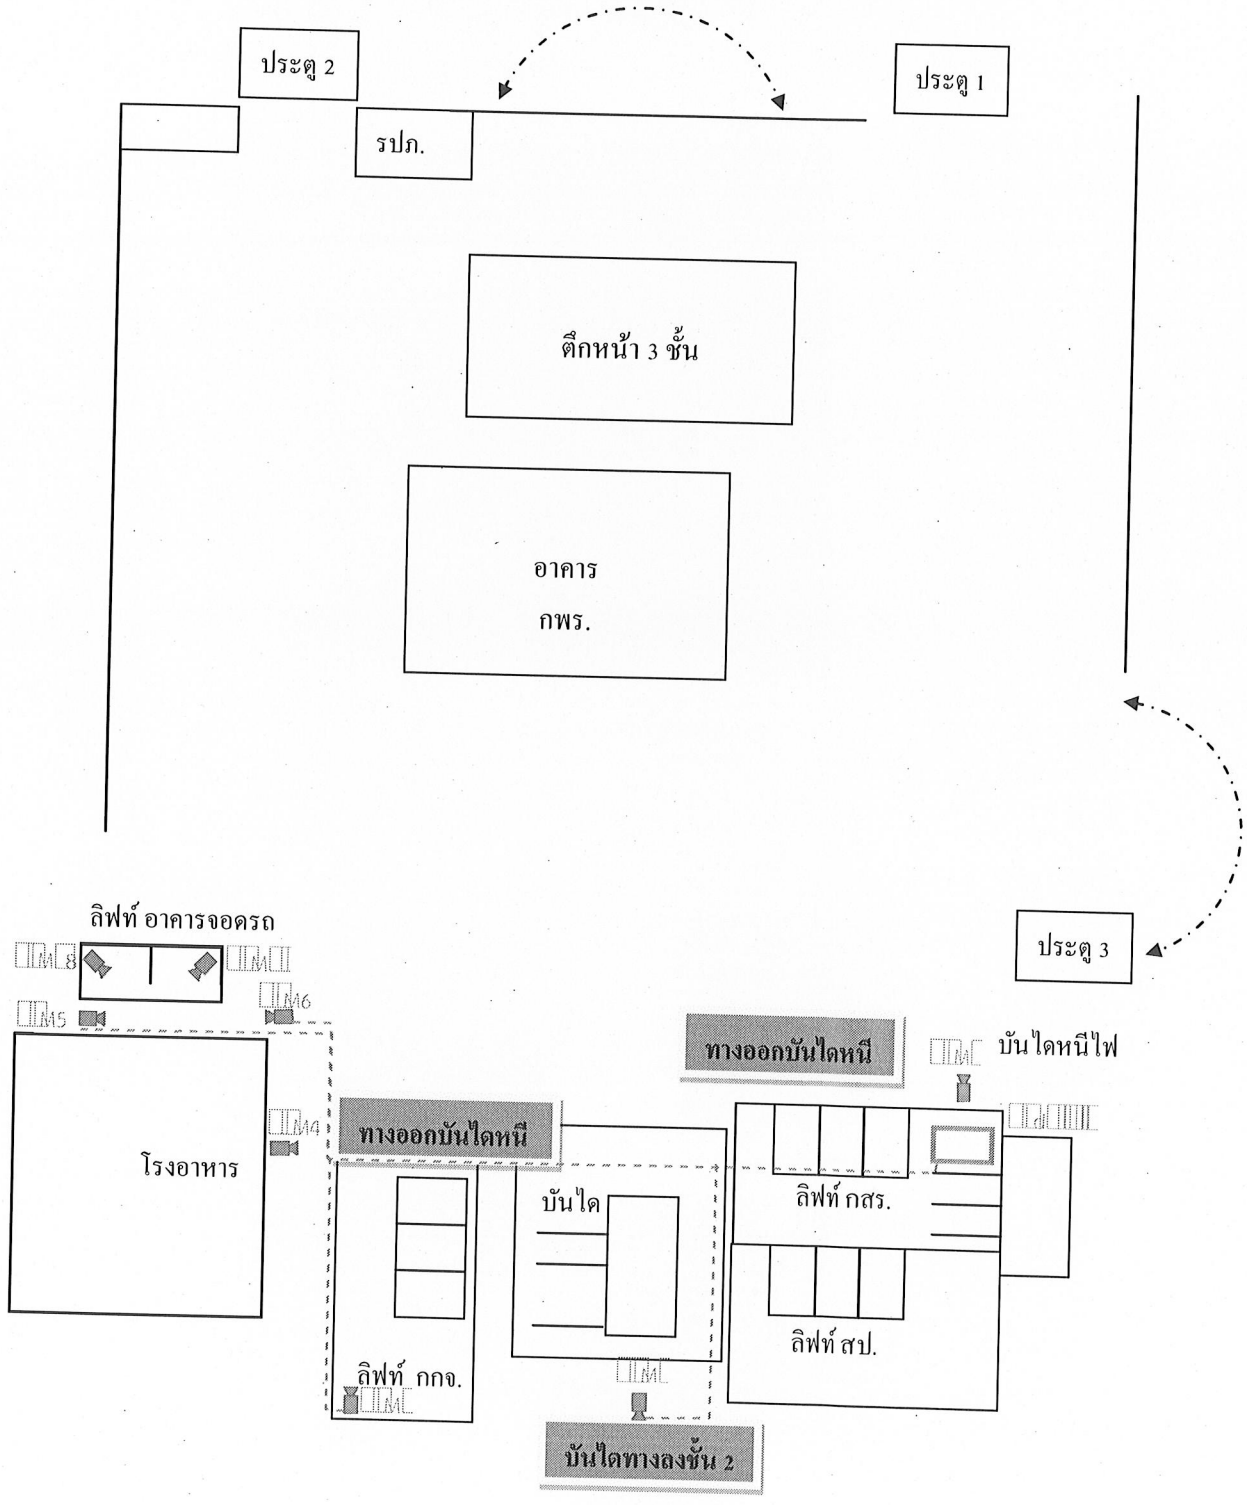 ประตู 2
ประตู 1
รปภ.
ตึกหน้า 3 ชั้น
อาคาร
กพร.
ลิฟท์ อาคารจอดรถ
ประตู 3
M6
M5
ทางออกบันไดหนี
บันไดหนีไฟ
M4
ทางออกบันไดหนี
โรงอาหาร
บันได
ลิฟท์ กสร.
ลิฟท์ สป.
ลิฟท์ กกจ.
บันไดทางลงชั้น 2